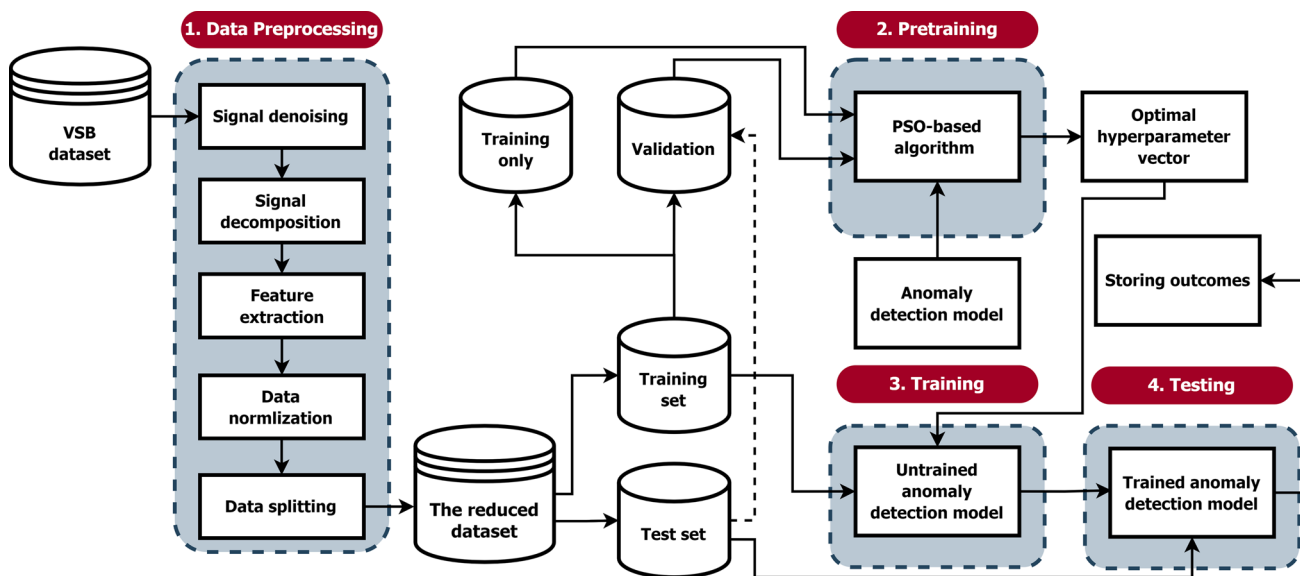 1. Data Preprocessing
VSB
dataset
Signal denoising
Signal
decomposition
Feature
extraction
Data
normlization
Data splitting
The reduced
dataset
Training
only
Validation
Training
set
Test set
2. Pretraining
PSO-based
algorithm
Anomaly
detection model
Optimal
hyperparameter
vector
Storing outcomes
3. Training
Untrained
anomaly
detection model
4. Testing
Trained anomaly
detection model